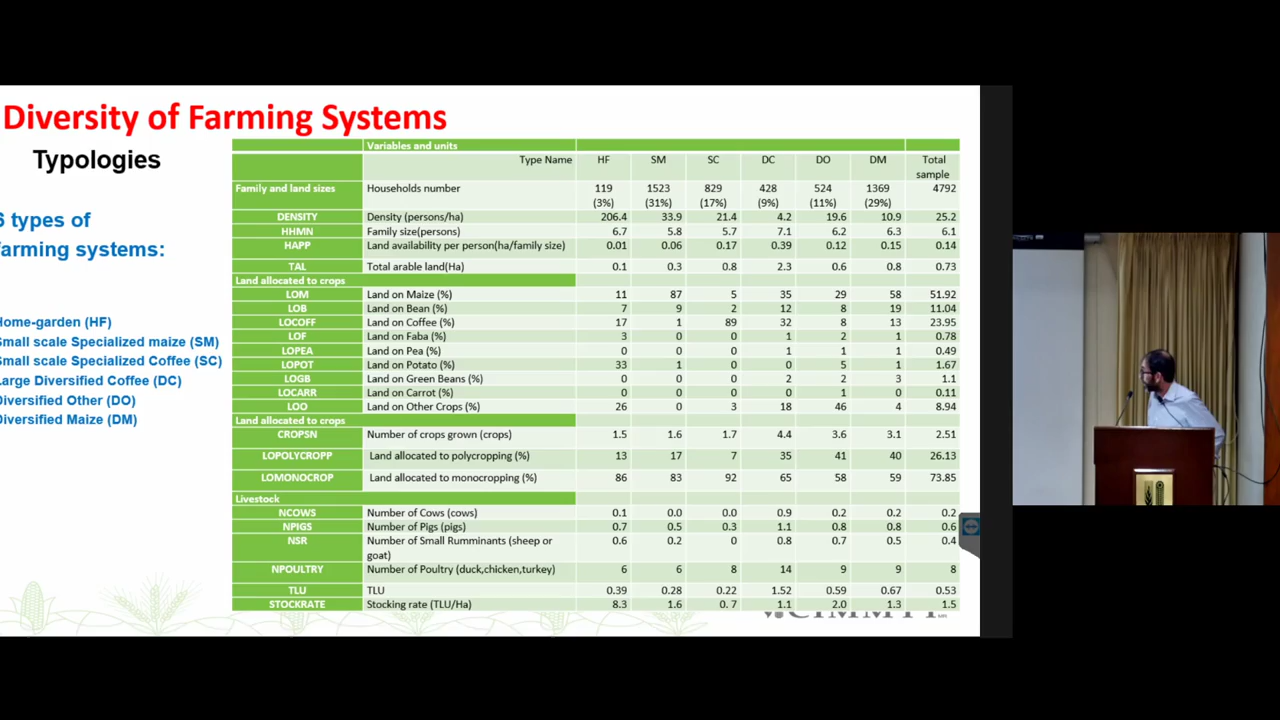 Diversity of Farming Systems
Typologies
6 types of
farming systems:
Home-garden (HF)
Small scale Specialized maize (SM)
Small scale Specialized Coffee (SC)
Large Diversified Coffee (DC)
Diversified Other (DO)
Diversified Maize (DM)
Variables and units
Type Name HF SM SC DC DO DM Total sample
Family and land sizes Households number 119 (3%) 1523 (31%) 829 (17%) 428 (9%) 524 (11%) 1369 (29%) 4792
DENSITY Density (persons/ha) 206.4 33.9 21.4 4.2 19.6 10.9 25.2
HHMN Family size(persons) 6.7 5.8 5.7 7.1 6.2 6.3 6.1
HAPP Land availability per person(ha/family size) 0.01 0.06 0.17 0.39 0.12 0.15 0.14
TAL Total arable land(Ha) 0.1 0.3 0.8 2.3 0.6 0.8 0.73
Land allocated to crops
LOM Land on Maize (%) 11 87 5 35 29 58 51.92
LOB Land on Bean (%) 7 9 2 12 8 19 11.04
LOCOFF Land on Coffee (%) 17 1 89 32 8 13 23.95
LOF Land on Faba (%) 3 0 0 1 2 1 0.78
LOPEA Land on Pea (%) 0 0 0 1 1 1 0.49
LOPOT Land on Potato (%) 33 1 0 0 5 1 1.67
LOGB Land on Green Beans (%) 0 0 0 2 2 3 1.1
LOCARR Land on Carrot (%) 0 0 0 0 1 0 0.11
LOO Land on Other Crops (%) 26 0 3 18 46 4 8.94
Land allocated to crops
CROPSN Number of crops grown (crops) 1.5 1.6 1.7 4.4 3.6 3.1 2.51
LOPOLYCROPP Land allocated to polycropping (%) 13 17 7 35 41 40 26.13
LOMONOCROP Land allocated to monocropping (%) 86 83 92 65 58 59 73.85
Livestock
NCOWS Number of Cows (cows) 0.1 0.0 0.0 0.9 0.2 0.2 0.2
NPIGS Number of Pigs (pigs) 0.7 0.5 0.3 1.1 0.8 0.8 0.6
NSR Number of Small Rumminants (sheep or goat) 0.6 0.2 0 0.8 0.7 0.5 0.4
NPOULTRY Number of Poultry (duck,chicken,turkey) 6 6 8 14 9 9 8
TLU TLU 0.39 0.28 0.22 1.52 0.59 0.67 0.53
STOCKRATE Stocking rate (TLU/Ha) 8.3 1.6 0. 7 1.1 2.0 1.3 1.5